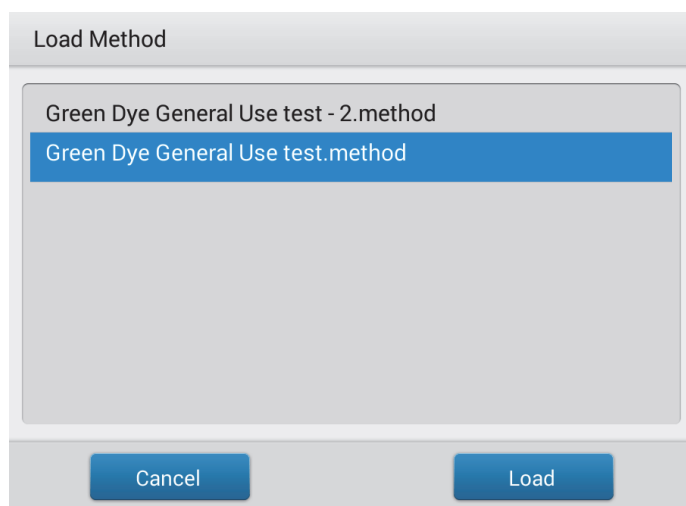 Load Method
Green Dye General Use test - 2.method
Green Dye General Use test.method
Cancel
Load